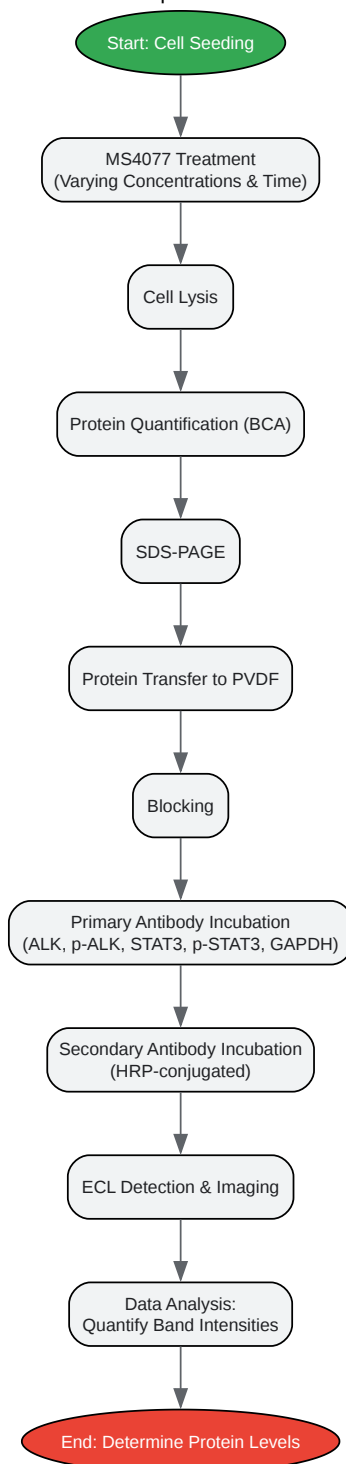 Start: Cell Seeding
MS4077 Treatment
(Varying Concentrations & Time)
Cell Lysis
Protein Quantification (BCA)
SDS-PAGE
Protein Transfer to PVDF
Blocking
Primary Antibody Incubation
(ALK, p-ALK, STAT3, p-STAT3, GAPDH)
Secondary Antibody Incubation
(HRP-conjugated)
ECL Detection & Imaging
Data Analysis:
Quantify Band Intensities
End: Determine Protein Levels